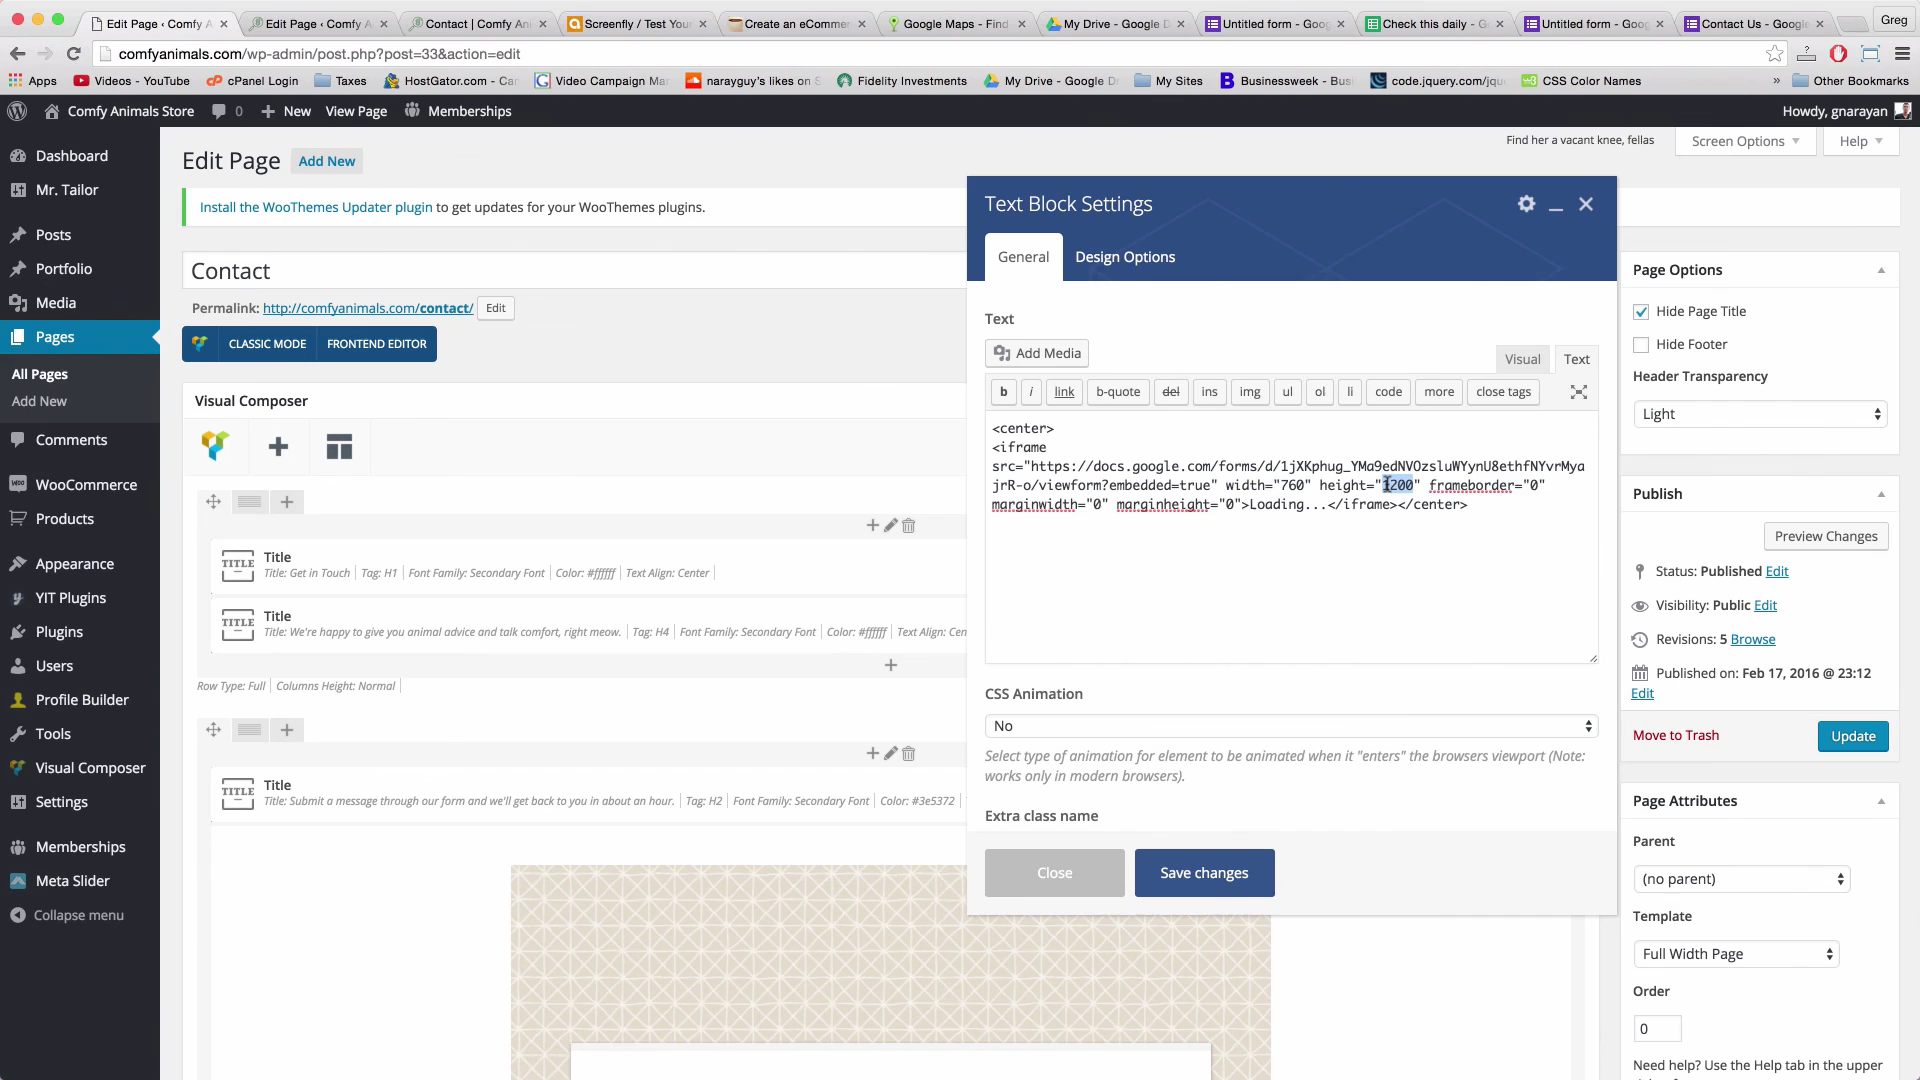 Edit Page ‹ Comfy A
Edit Page ‹ Comfy An
Contact | Comfy Ani
Screenfly / Test Your
Create an eCommer
Google Maps - Find
My Drive - Google D
Untitled form - Goog
Check this daily - Go
Untitled form - Goog
Contact Us - Google
Greg
comfyanimals.com/wp-admin/post.php?post=33&action=edit
Apps
Videos - YouTube
cPanel Login
Taxes
HostGator.com - Car
Video Campaign Mar
narayguy's likes on S
Fidelity Investments
My Drive - Google Dr
My Sites
Businessweek - Busi
code.jquery.com/jqu
CSS Color Names
»
Other Bookmarks
Comfy Animals Store
0
New
View Page
Memberships
Howdy, gnarayan
Dashboard
Mr. Tailor
Posts
Portfolio
Media
Pages
All Pages
Add New
Comments
WooCommerce
Products
Appearance
YIT Plugins
Plugins
Users
Profile Builder
Tools
Visual Composer
Settings
Memberships
Meta Slider
Collapse menu
Edit Page
Add New
Find her a vacant knee, fellas
Screen Options
Help
Install the WooThemes Updater plugin to get updates for your WooThemes plugins.
Contact
Permalink: http://comfyanimals.com/contact/
Edit
CLASSIC MODE
FRONTEND EDITOR
Visual Composer
TITLE
Title
Title: Get in Touch
Tag: H1
Font Family: Secondary Font
Color: #ffffff
Text Align: Center
TITLE
Title
Title: We're happy to give you animal advice and talk comfort, right meow.
Tag: H4
Font Family: Secondary Font
Color: #ffffff
Text Align: Cen
Row Type: Full
Columns Height: Normal
TITLE
Title
Title: Submit a message through our form and we'll get back to you in about an hour.
Tag: H2
Font Family: Secondary Font
Color: #3e5372
Text Block Settings
General
Design Options
Text
Add Media
Visual
Text
b
i
link
b-quote
del
ins
img
ul
ol
li
code
more
close tags
<center>
<iframe
src="https://docs.google.com/forms/d/1jXKphug_YMa9edNVOzsluWYynU8ethfNYvrMya
jrR-o/viewform?embedded=true" width="760" height="1200" frameborder="0"
marginwidth="0" marginheight="0">Loading...</iframe></center>
CSS Animation
No
Select type of animation for element to be animated when it "enters" the browsers viewport (Note:
works only in modern browsers).
Extra class name
Close
Save changes
Page Options
Hide Page Title
Hide Footer
Header Transparency
Light
Publish
Preview Changes
Status: Published Edit
Visibility: Public Edit
Revisions: 5 Browse
Published on: Feb 17, 2016 @ 23:12
Edit
Move to Trash
Update
Page Attributes
Parent
(no parent)
Template
Full Width Page
Order
0
Need help? Use the Help tab in the upper